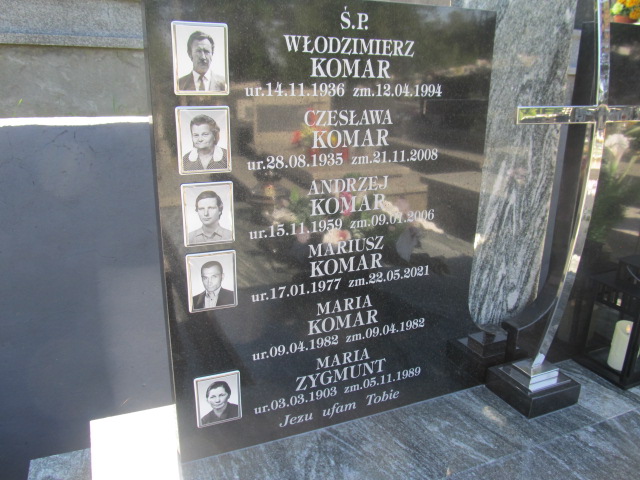 Ś.P.
WŁODZIMIERZ
KOMAR
ur.14.11.1936 zm.12.04.1994
CZESŁAWA
KOMAR
ur.28.08.1935 zm.21.11.2008
ANDRZEJ
KOMAR
ur.15.11.1959 zm.09.01.2006
MARIUSZ
KOMAR
ur.17.01.1977 zm.22.05.2021
MARIA
KOMAR
ur.09.04.1982 zm.09.04.1982
MARIA
ZYGMUNT
ur.03.03.1903 zm.05.11.1989
Jezu ufam Tobie